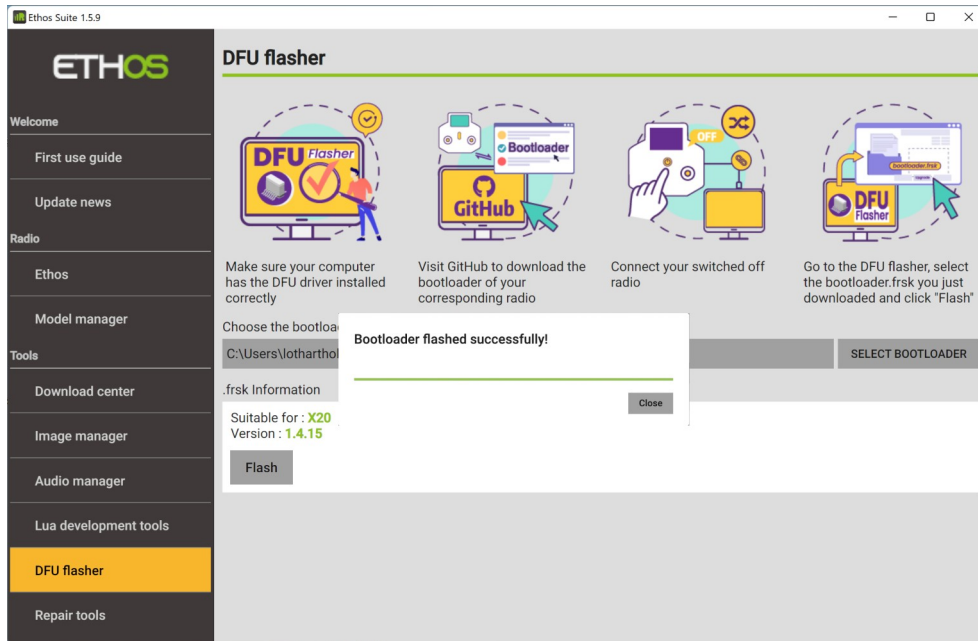 Ethos Suite 1.5.9
ETHOS
Welcome
First use guide
Update news
Radio
Ethos
Model manager
Tools
Download center
Image manager
Audio manager
Lua development tools
DFU flasher
Repair tools
DFU flasher
DFU Flasher
Bootloader
GitHub
OFF
bootloader.frsk
DFU
Flasher
Make sure your computer
has the DFU driver installed
correctly
Visit GitHub to download the
bootloader of your
corresponding radio
Connect your switched off
radio
Go to the DFU flasher, select
the bootloader.frsk you just
downloaded and click "Flash"
Choose the bootloa
C:\Users\lotharthol
SELECT BOOTLOADER
Bootloader flashed successfully!
Close
.frsk Information
Suitable for : X20
Version : 1.4.15
Flash